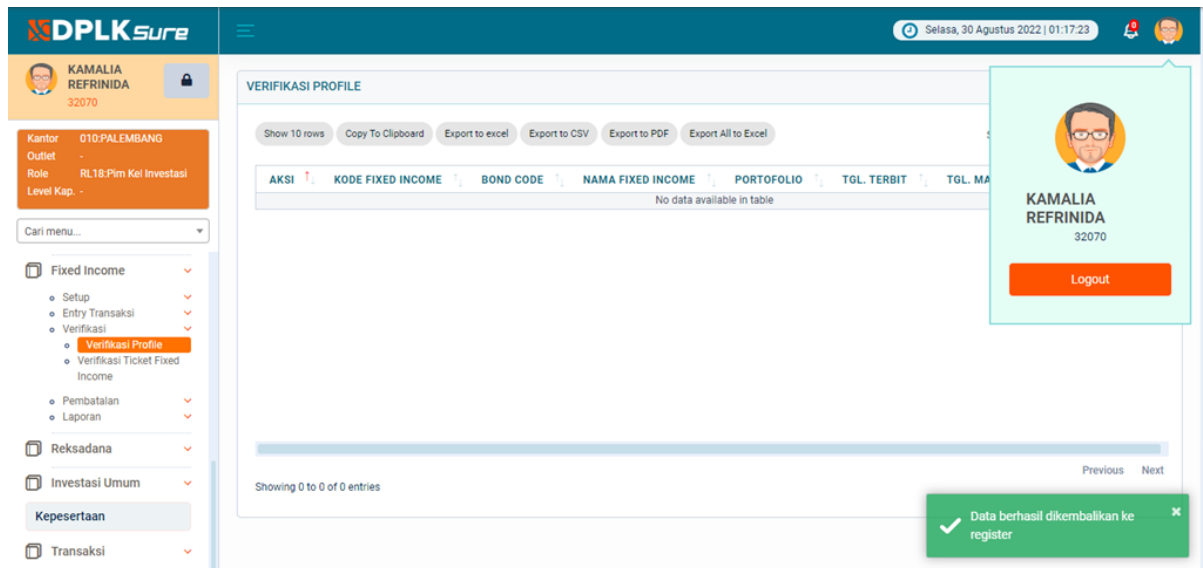 DPLKSure
Selasa, 30 Agustus 2022 | 01:17:23
0
KAMALIA
REFRINIDA
32070
Kantor 010:PALEMBANG
Outlet -
Role RL18:Pim Kel Investasi
Level Kap. -
Cari menu...
Fixed Income
Setup
Entry Transaksi
Verifikasi
Verifikasi Profile
Verifikasi Ticket Fixed
Income
Pembatalan
Laporan
Reksadana
Investasi Umum
Kepesertaan
Transaksi
VERIFIKASI PROFILE
Show 10 rows Copy To Clipboard Export to excel Export to CSV Export to PDF Export All to Excel
AKSI KODE FIXED INCOME BOND CODE NAMA FIXED INCOME PORTOFOLIO TGL. TERBIT TGL. MA
No data available in table
Previous Next
Showing 0 to 0 of 0 entries
KAMALIA
REFRINIDA
32070
Logout
Data berhasil dikembalikan ke
register